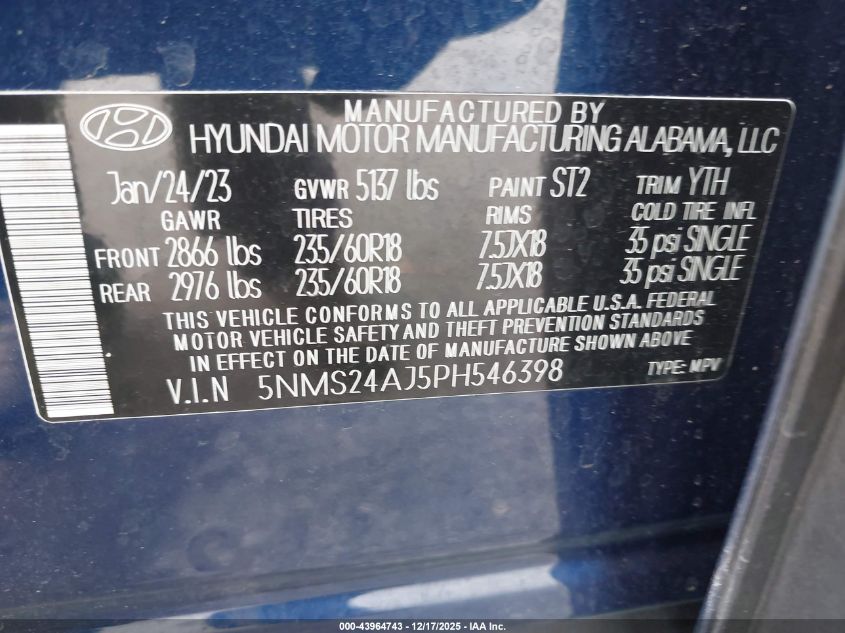 MANUFACTURED BY
HYUNDAI MOTOR MANUFACTURING ALABAMA, LLC
Jan/24/23 GVWR 5137 lbs PAINT ST2 TRIM YTH
GAWR TIRES RIMS COLD TIRE INFL
FRONT 2866 lbs 235/60R18 7.5JX18 35 psi SINGLE
REAR 2976 lbs 235/60R18 7.5JX18 35 psi SINGLE
THIS VEHICLE CONFORMS TO ALL APPLICABLE U.S.A. FEDERAL
MOTOR VEHICLE SAFETY AND THEFT PREVENTION STANDARDS
IN EFFECT ON THE DATE OF MANUFACTURE SHOWN ABOVE
V.I.N 5NMS24AJ5PH546398 TYPE: MPV
000-43964743 — 12/17/2025 - IAA Inc.